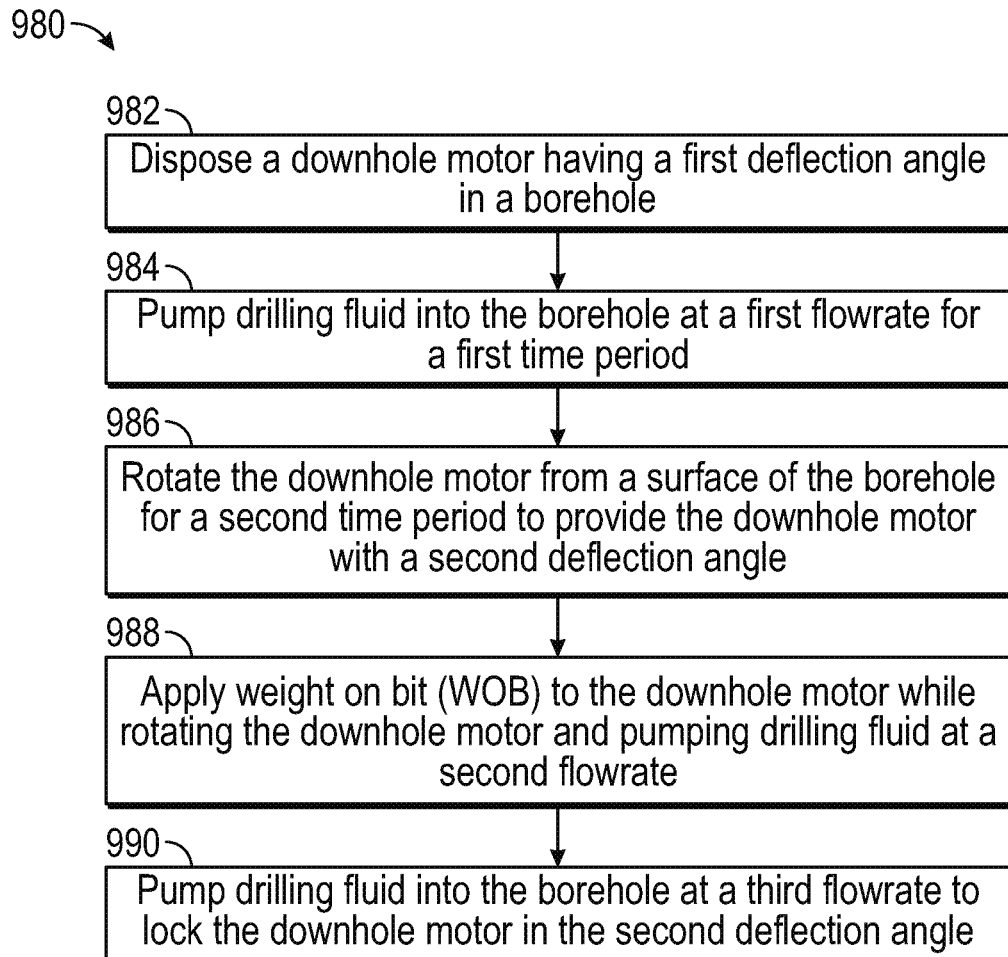 980
982
Dispose a downhole motor having a first deflection angle
in a borehole
984
Pump drilling fluid into the borehole at a first flowrate for
a first time period
986
Rotate the downhole motor from a surface of the borehole
for a second time period to provide the downhole motor
with a second deflection angle
988
Apply weight on bit (WOB) to the downhole motor while
rotating the downhole motor and pumping drilling fluid at a
second flowrate
990
Pump drilling fluid into the borehole at a third flowrate to
lock the downhole motor in the second deflection angle